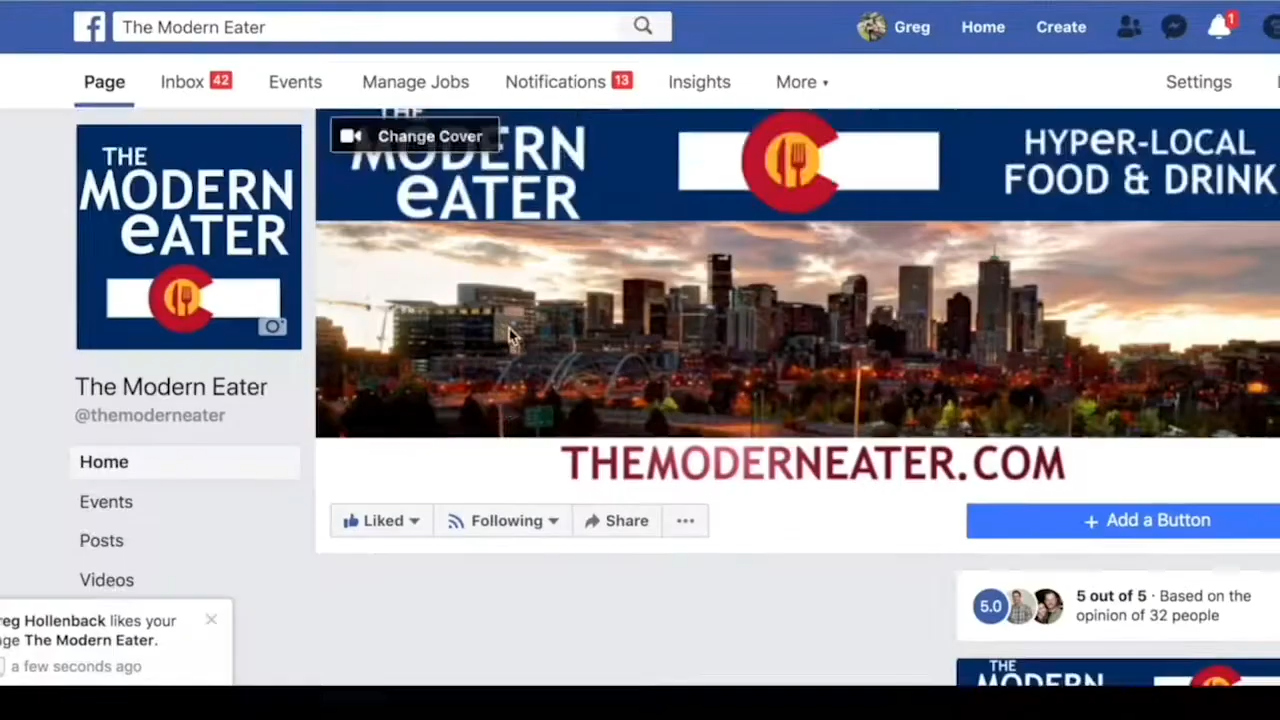 The Modern Eater
Greg Home Create 1
Page Inbox 42 Events Manage Jobs Notifications 13 Insights More Settings
Change Cover
THE
MODERN
eATER
HYPeR-LOCAL
FOOD & DRINK
THE
MODERN
eATER
THEMODERNEATER.COM
The Modern Eater
@themoderneater
Home
Events
Posts
Videos
Liked Following Share ...
+ Add a Button
5.0 5 out of 5 · Based on the
opinion of 32 people
reg Hollenback likes your
ge The Modern Eater.
a few seconds ago
THE
MODERN